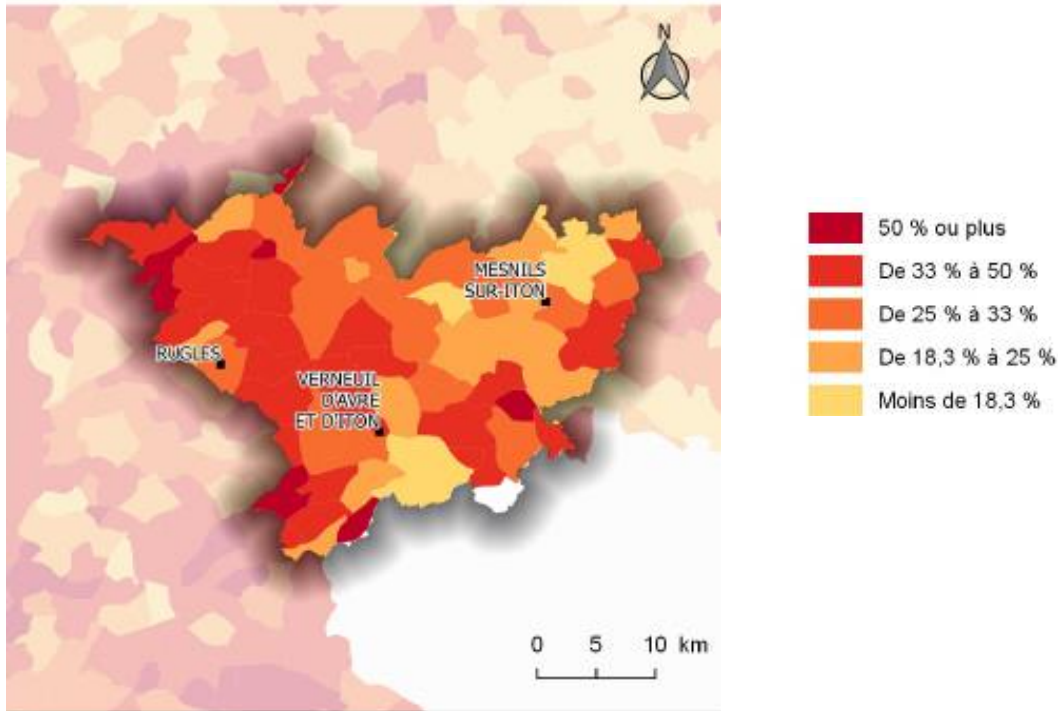 N
MESNILS
SUR-ITON
RUGLES
VERNEUIL
D'AVRE
ET D'ITON
0 5 10 km
50 % ou plus
De 33 % à 50 %
De 25 % à 33 %
De 18,3 % à 25 %
Moins de 18,3 %